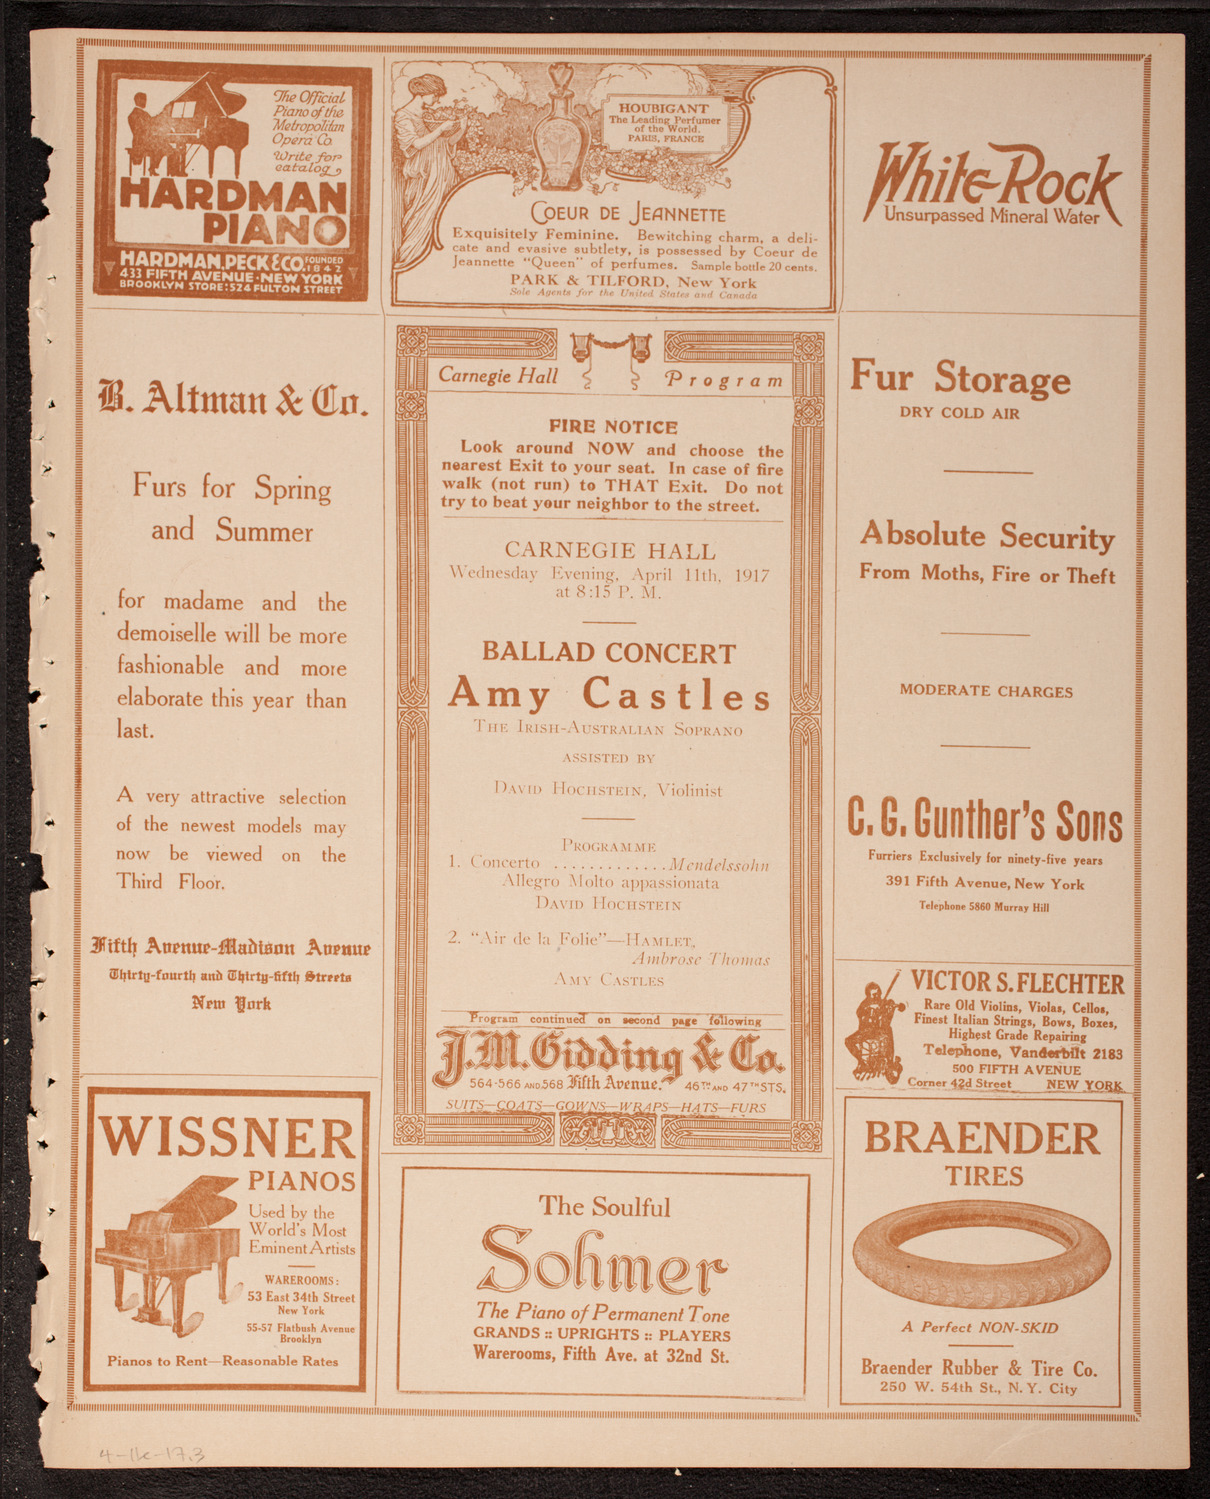 The Official
Piano of the
Metropolitan
Opera Co.
Write for
catalog
HARDMAN
PIANO
HARDMAN, PECK & CO. FOUNDED 1842
433 FIFTH AVENUE · NEW YORK
BROOKLYN STORE: 524 FULTON STREET
HOUBIGANT
The Leading Perfumer
of the World.
PARIS, FRANCE
COEUR DE JEANNETTE
Exquisitely Feminine. Bewitching charm, a deli-
cate and evasive subtlety, is possessed by Coeur de
Jeannette "Queen" of perfumes. Sample bottle 20 cents.
PARK & TILFORD, New York
Sole Agents for the United States and Canada
White Rock
Unsurpassed Mineral Water
B. Altman & Co.
Furs for Spring
and Summer
for madame and the
demoiselle will be more
fashionable and more
elaborate this year than
last.
A very attractive selection
of the newest models may
now be viewed on the
Third Floor.
Fifth Avenue-Madison Avenue
Thirty-fourth and Thirty-fifth Streets
New York
WISSNER
PIANOS
Used by the
World's Most
Eminent Artists
WAREROOMS:
53 East 34th Street
New York
55-57 Flatbush Avenue
Brooklyn
Pianos to Rent—Reasonable Rates
Carnegie Hall Program
FIRE NOTICE
Look around NOW and choose the
nearest Exit to your seat. In case of fire
walk (not run) to THAT Exit. Do not
try to beat your neighbor to the street.
CARNEGIE HALL
Wednesday Evening, April 11th, 1917
at 8:15 P. M.
BALLAD CONCERT
Amy Castles
THE IRISH-AUSTRALIAN SOPRANO
ASSISTED BY
DAVID HOCHSTEIN, Violinist
PROGRAMME
1. Concerto .............Mendelssohn
Allegro Molto appassionata
DAVID HOCHSTEIN
2. "Air de la Folie"—HAMLET,
Ambrose Thomas
AMY CASTLES
Program continued on second page following
J.M. Gidding & Co.
564-566 AND 568 Fifth Avenue. 46TH AND 47TH STS.
SUITS—COATS—GOWNS—WRAPS—HATS—FURS
The Soulful
Sohmer
The Piano of Permanent Tone
GRANDS :: UPRIGHTS :: PLAYERS
Warerooms, Fifth Ave. at 32nd St.
Fur Storage
DRY COLD AIR
Absolute Security
From Moths, Fire or Theft
MODERATE CHARGES
C. G. Gunther's Sons
Furriers Exclusively for ninety-five years
391 Fifth Avenue, New York
Telephone 5860 Murray Hill
VICTOR S. FLECHTER
Rare Old Violins, Violas, Cellos,
Finest Italian Strings, Bows, Boxes,
Highest Grade Repairing
Telephone, Vanderbilt 2183
500 FIFTH AVENUE
Corner 42d Street NEW YORK
BRAENDER
TIRES
A Perfect NON-SKID
Braender Rubber & Tire Co.
250 W. 54th St., N. Y. City